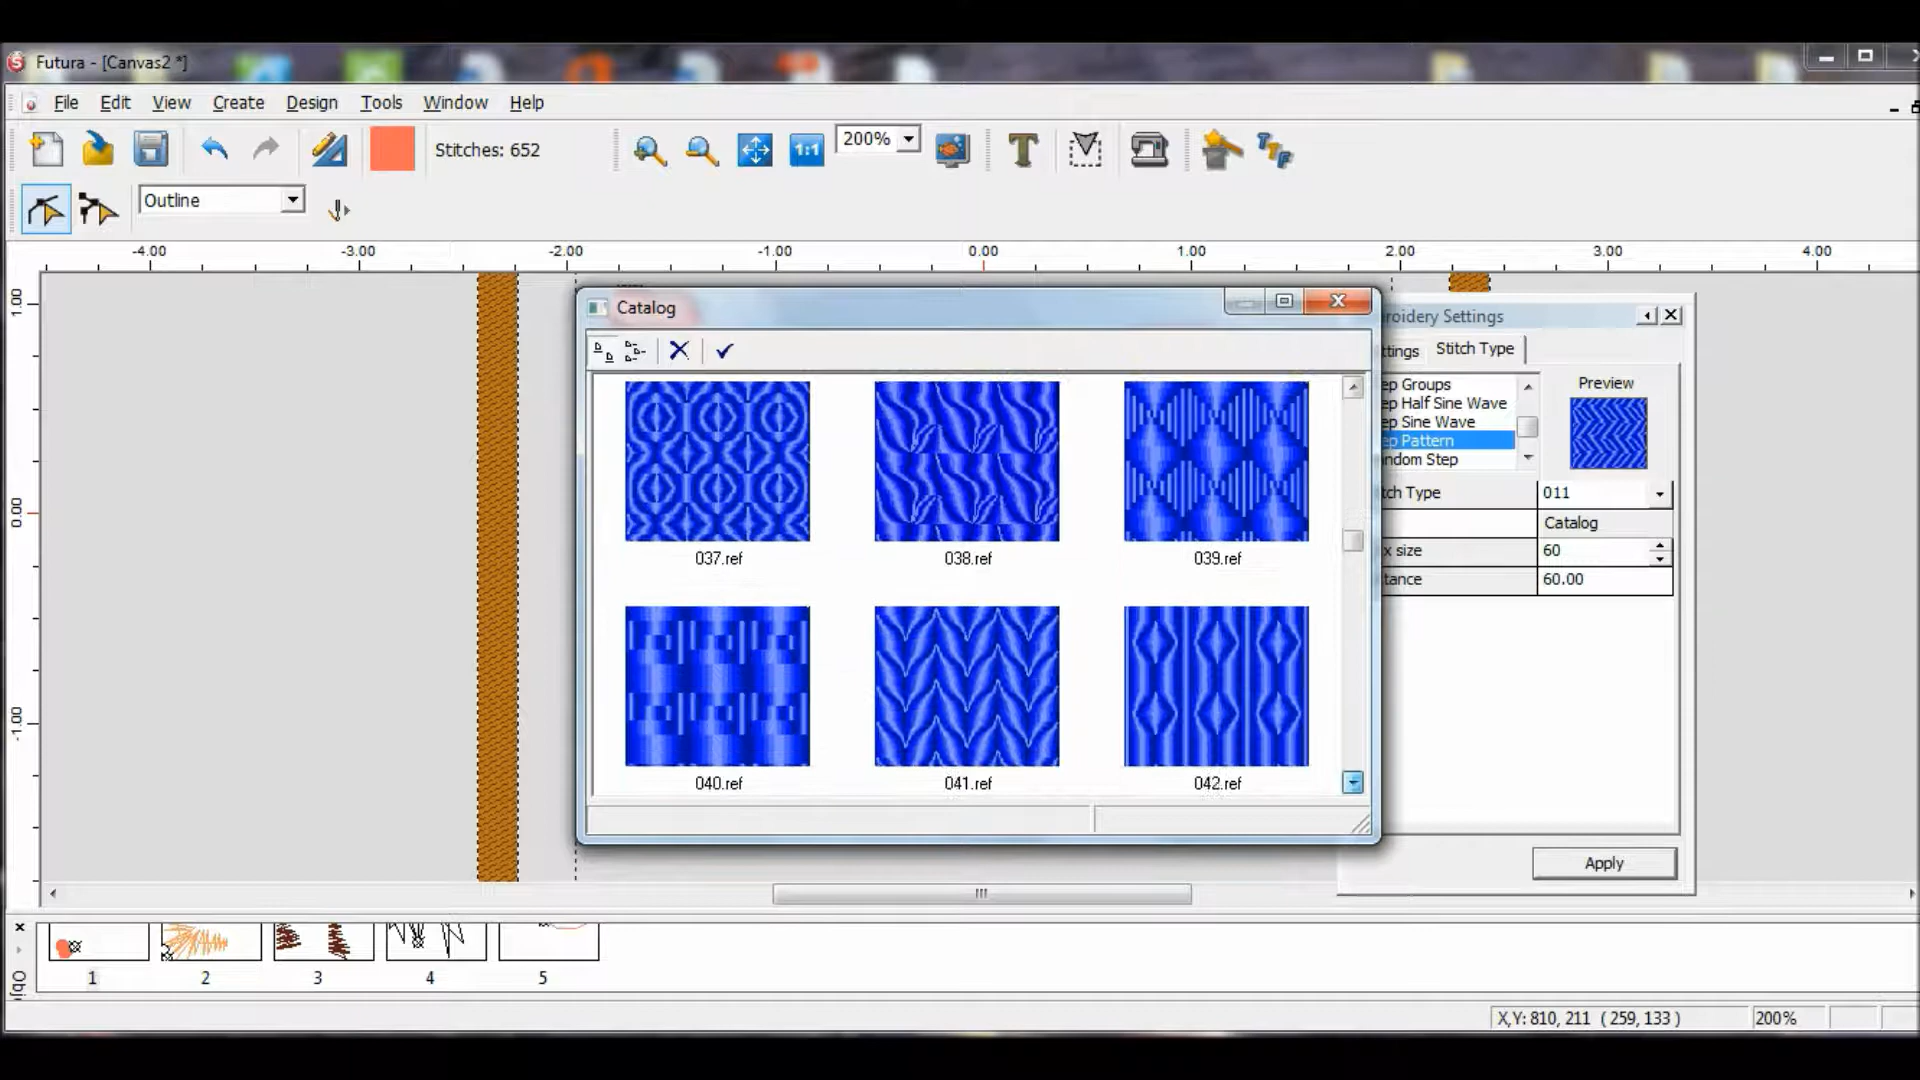 Futura - [Canvas2 *]
File Edit View Create Design Tools Window Help
Stitches: 652
200%
1:1
Outline
-4.00 -3.00 -2.00 -1.00 0.00 1.00 2.00 3.00 4.00
1.00
0.00
-1.00
Catalog
037.ref 038.ref 039.ref
040.ref 041.ref 042.ref
roidery Settings
ttings Stitch Type
ep Groups
ep Half Sine Wave
ep Sine Wave
ep Pattern
ndom Step
Preview
tch Type 011
Catalog
x size 60
tance 60.00
Apply
Obj
1 2 3 4 5
X,Y: 810, 211 ( 259, 133 ) 200%